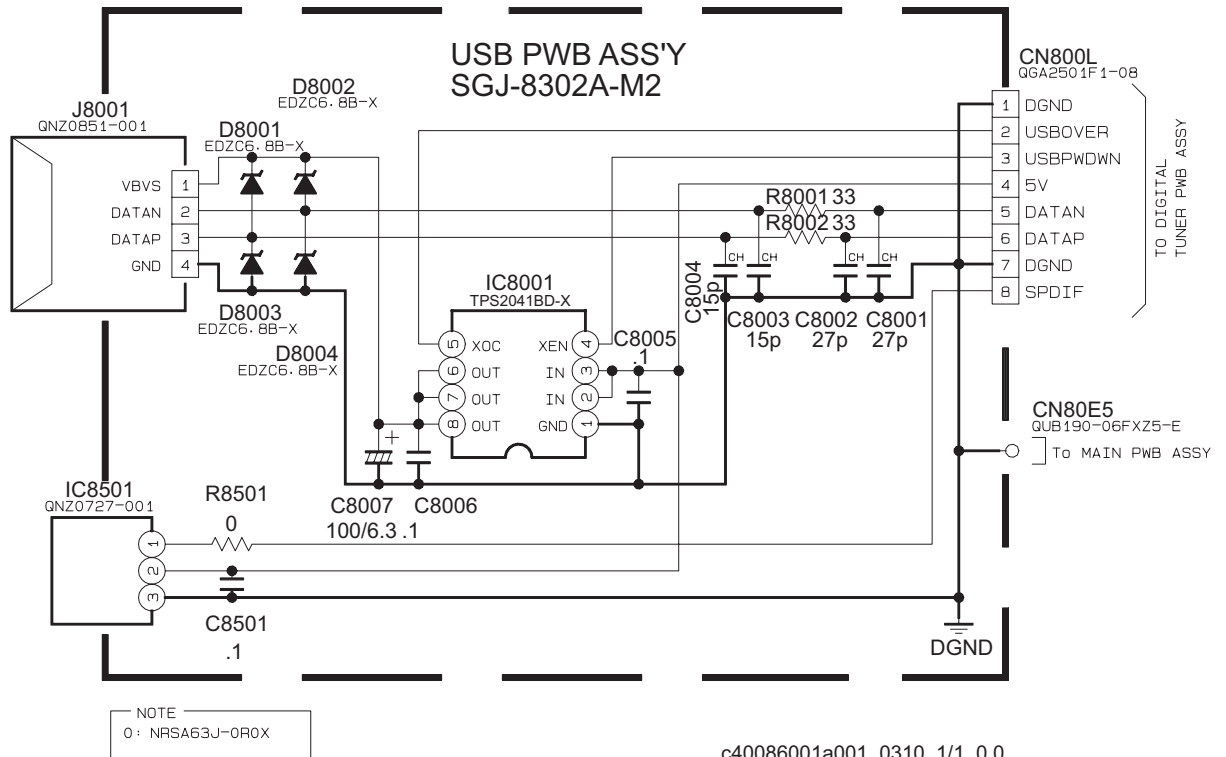 USB PWB ASS'Y
SGJ-8302A-M2
CN800L
QGA2501F1-08
D8002
EDZC6.8B-X
J8001
QNZ0851-001
D8001
EDZC6.8B-X
VBVS 1
DATAN 2
DATAP 3
GND 4
1 DGND
2 USBOVER
3 USBPWDWN
4 5V
5 DATAN
6 DATAP
7 DGND
8 SPDIF
TO DIGITAL
TUNER PWB ASSY
R8001 33
R8002 33
CH
CH
CH
CH
C8004
15p
C8003
15p
C8002
27p
C8001
27p
D8003
EDZC6.8B-X
D8004
EDZC6.8B-X
IC8001
TPS2041BD-X
5 XOC XEN 4
6 OUT IN 3
7 OUT IN 2
8 OUT GND 1
C8005
.1
+
C8007
100/6.3
C8006
.1
CN80E5
QUB190-06FXZ5-E
To MAIN PWB ASSY
IC8501
QNZ0727-001
1
2
3
R8501
0
C8501
.1
DGND
NOTE
0: NRSA63J-0R0X
c40086001a001_0310_1/1_0.0